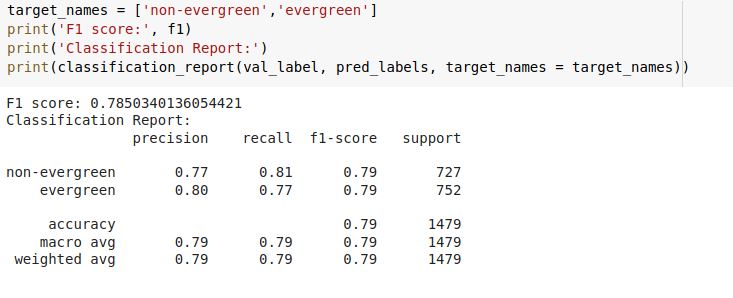 target_names = ['non-evergreen','evergreen']
print('F1 score:', f1)
print('Classification Report:')
print(classification_report(val_label, pred_labels, target_names = target_names))
F1 score: 0.7850340136054421
Classification Report:
precision recall f1-score support
non-evergreen 0.77 0.81 0.79 727
evergreen 0.80 0.77 0.79 752
accuracy 0.79 1479
macro avg 0.79 0.79 0.79 1479
weighted avg 0.79 0.79 0.79 1479